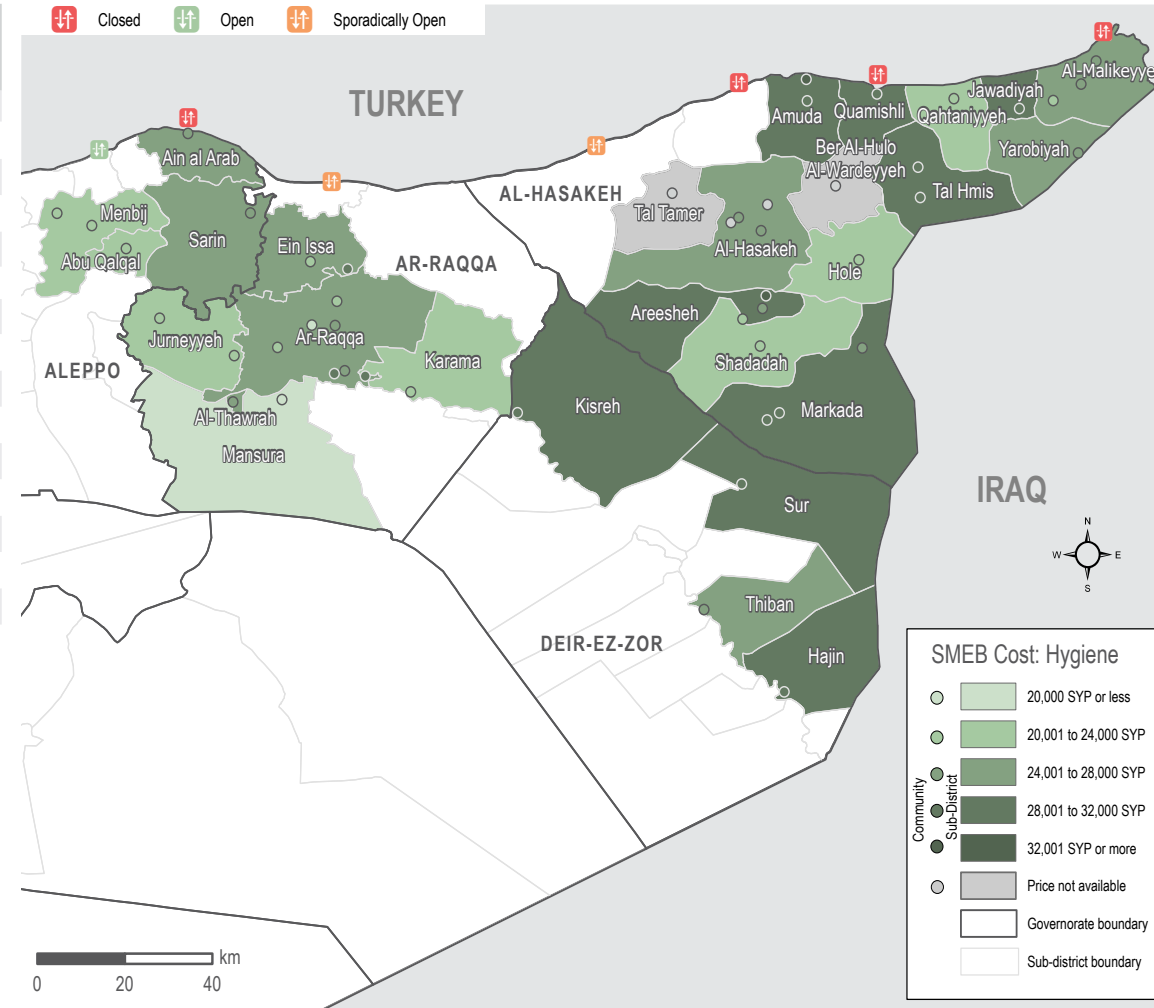 Closed
Open
Sporadically Open
TURKEY
Al-Malikeyye
Jawadiyah
Quamishli
Amuda
Qahtaniyyeh
Ber Al-Hulo
Al-Wardeyyeh
Yarobiyah
Ain al Arab
AL-HASAKEH
Tal Hmis
Tal Tamer
Menbij
Sarin
Ein Issa
Al-Hasakeh
Abu Qalqal
AR-RAQQA
Hole
Areesheh
Jurneyyeh
Ar-Raqqa
Karama
Shadadah
ALEPPO
Kisreh
Markada
Al-Thawrah
Mansura
IRAQ
Sur
N
W
E
S
Thiban
DEIR-EZ-ZOR
Hajin
SMEB Cost: Hygiene
20,000 SYP or less
20,001 to 24,000 SYP
24,001 to 28,000 SYP
28,001 to 32,000 SYP
32,001 SYP or more
Price not available
Governorate boundary
Sub-district boundary
Community
Sub-District
km
0
20
40